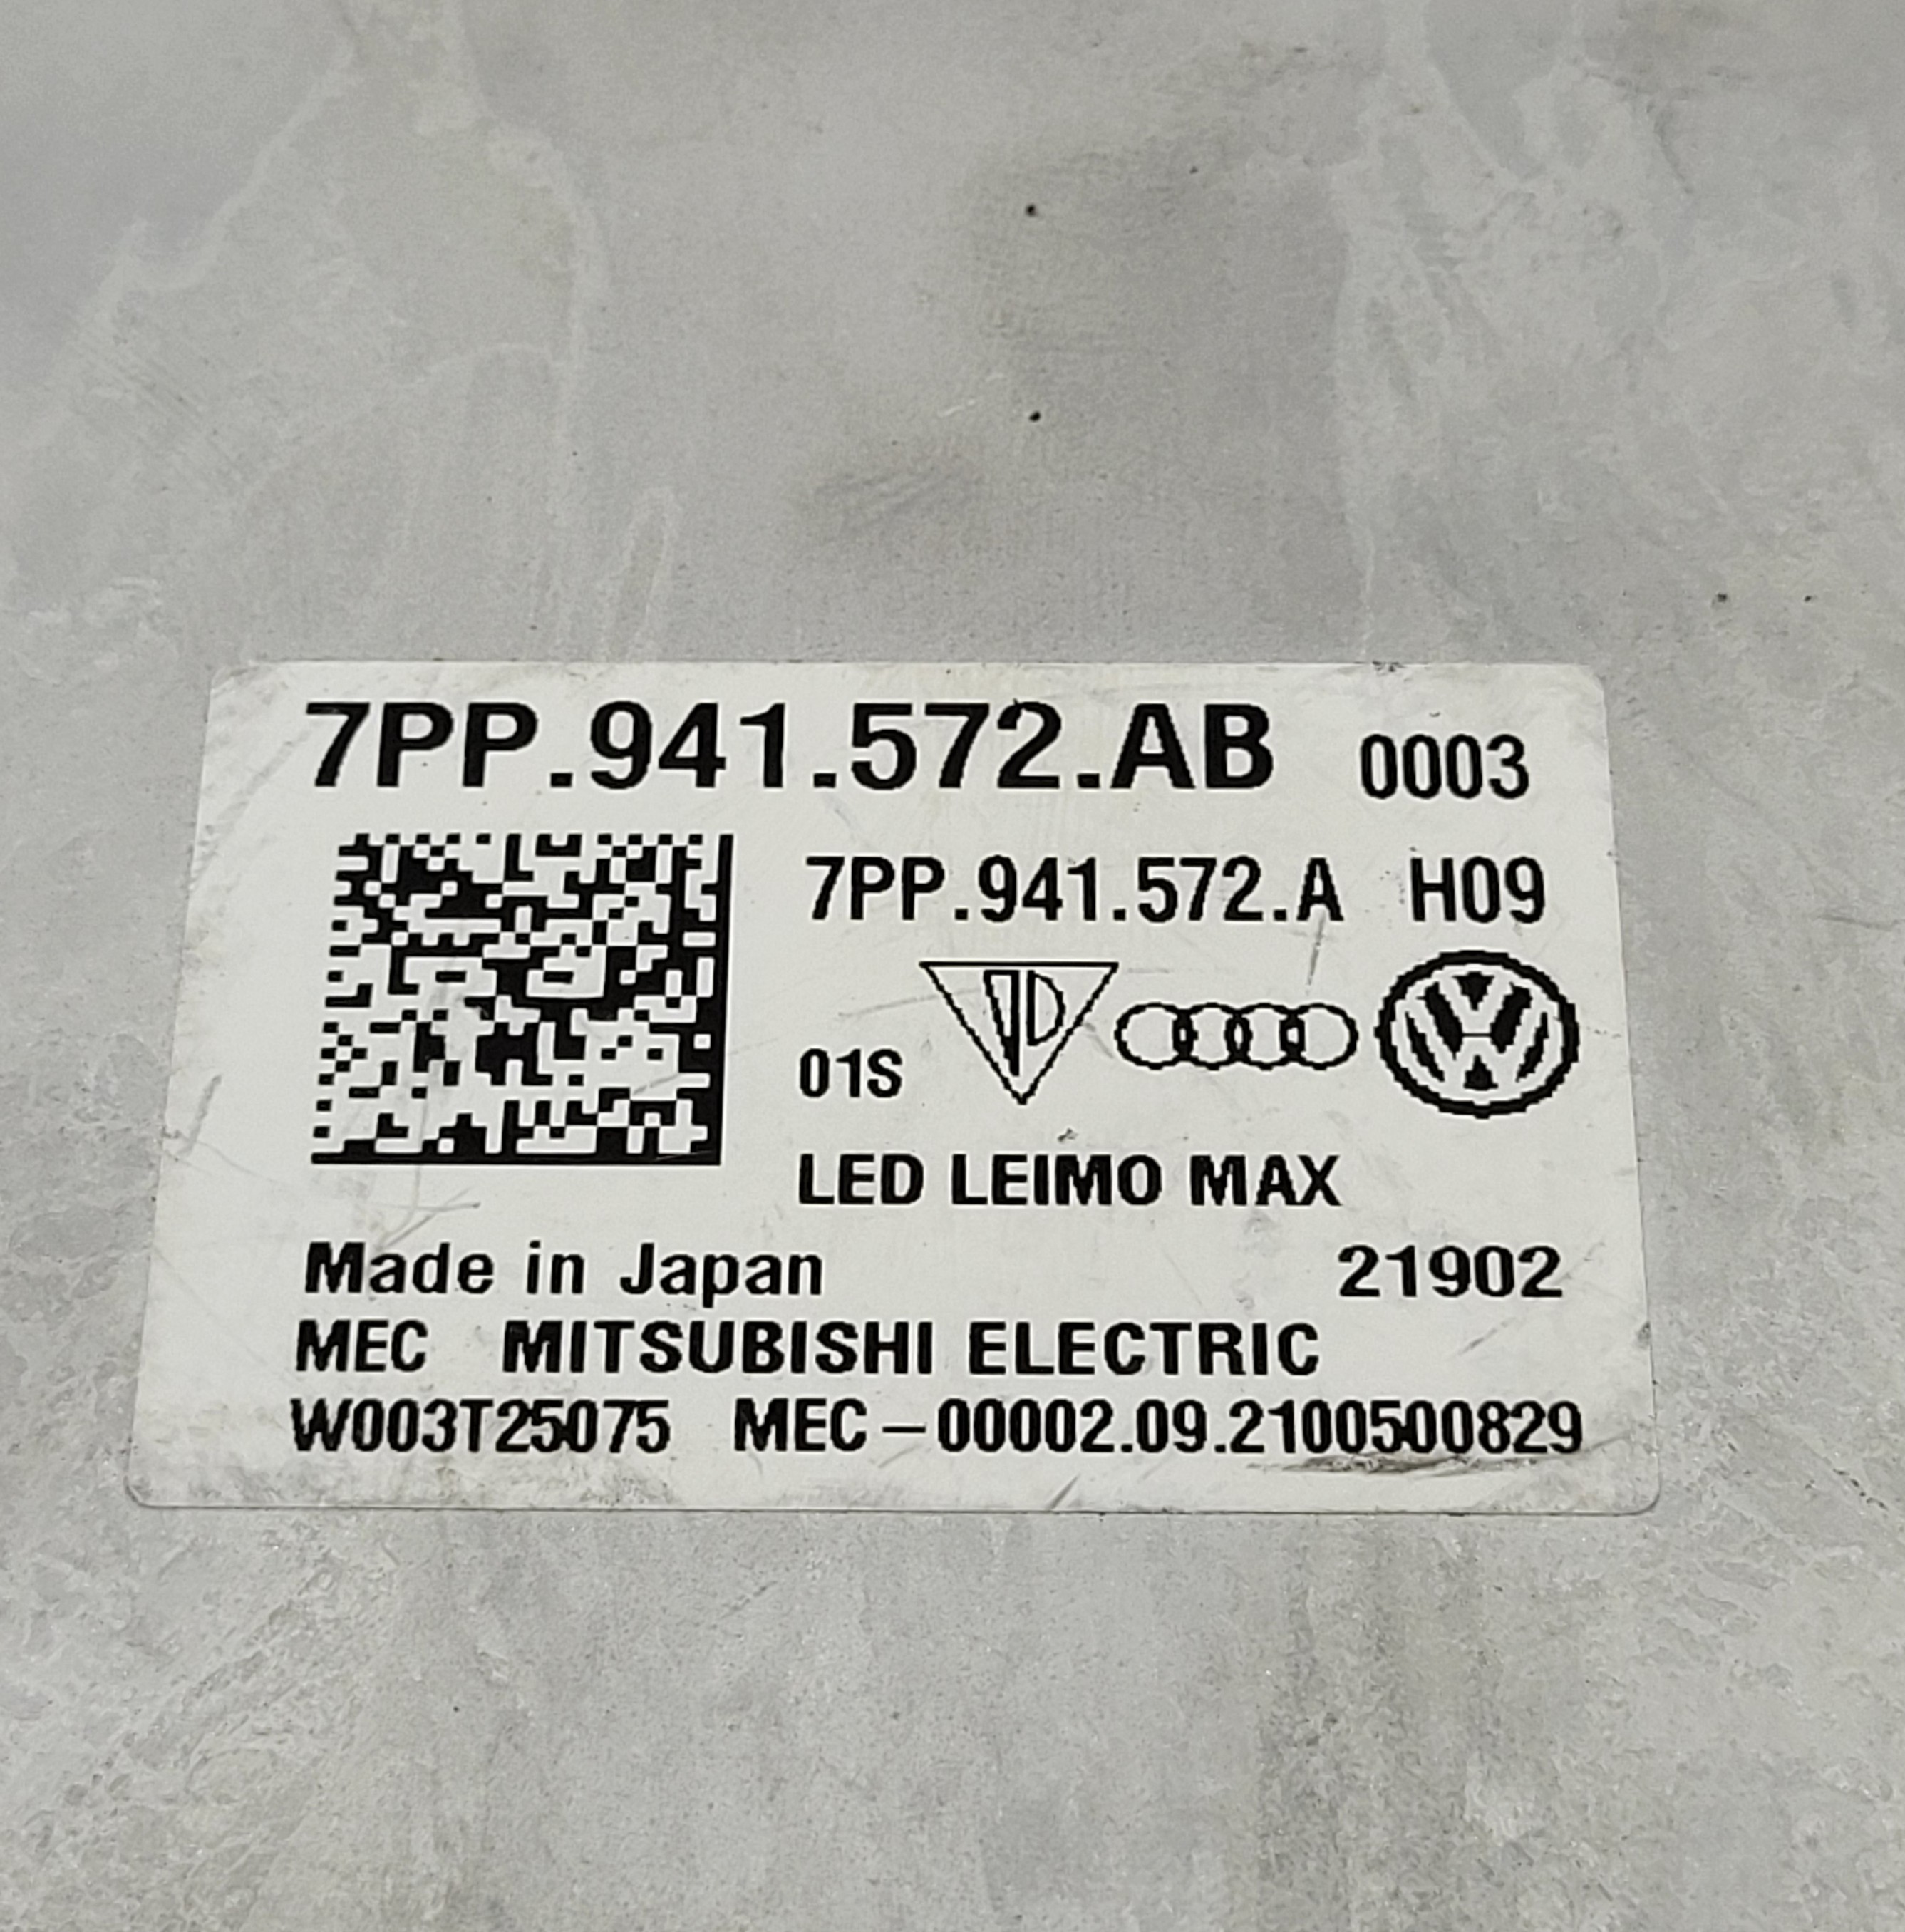 7PP.941.572.AB 0003
7PP.941.572.A H09
01S
LED LEIMO MAX
Made in Japan 21902
MEC MITSUBISHI ELECTRIC
W003T25075 MEC-00002.09.2100500829